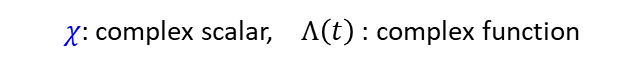 χ: complex scalar, Λ(t) : complex function